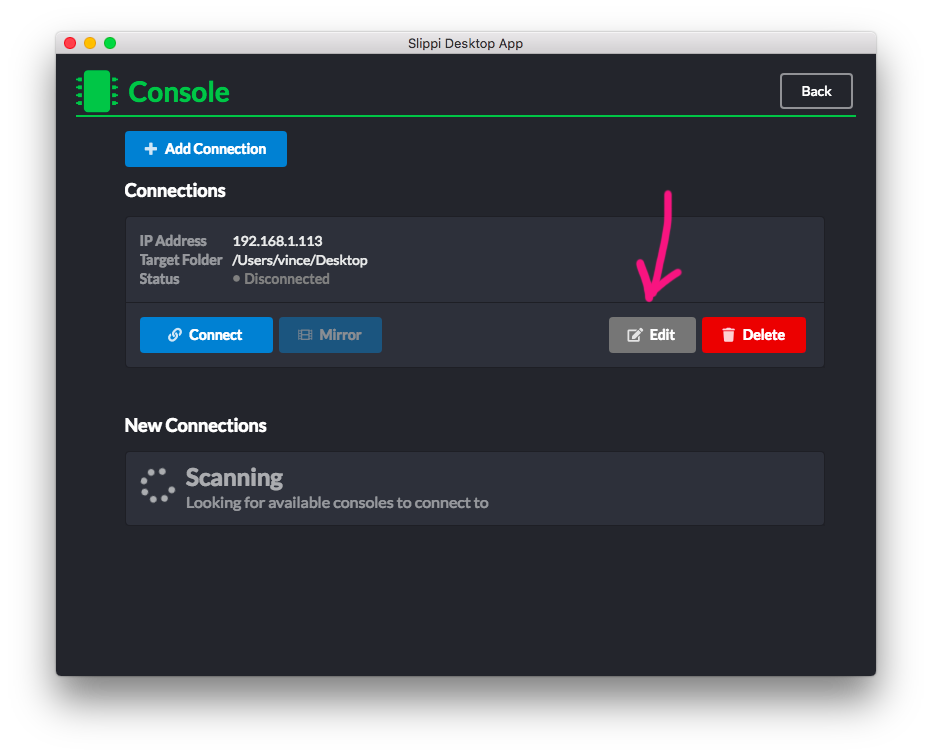 Slippi Desktop App
Console
Back
Add Connection
Connections
IP Address 192.168.1.113
Target Folder /Users/vince/Desktop
Status Disconnected
Connect Mirror Edit Delete
New Connections
Scanning
Looking for available consoles to connect to